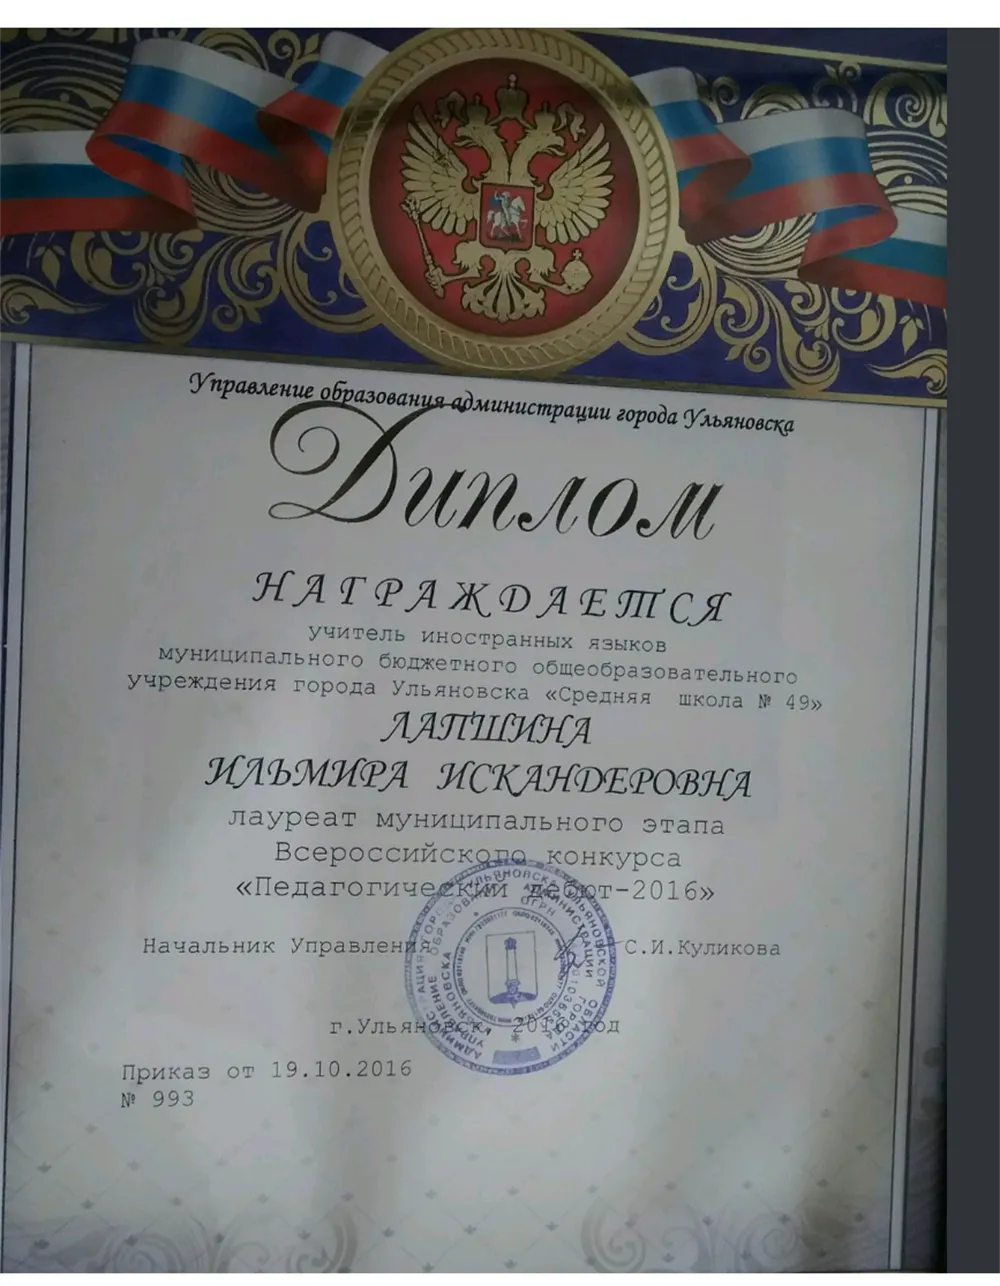 Управление образования администрации города Ульяновска
Диплом
НАГРАЖДАЕТСЯ
учитель иностранных языков
муниципального бюджетного общеобразовательного
учреждения города Ульяновска «Средняя школа № 49»
ЛАПШИНА
ИЛЬМИРА ИСКАНДЕРОВНА
лауреат муниципального этапа
Всероссийского конкурса
«Педагогический дебют-2016»
Начальник Управления С.И.Куликова
г.Ульяновск, 2016 год
Приказ от 19.10.2016
№ 993